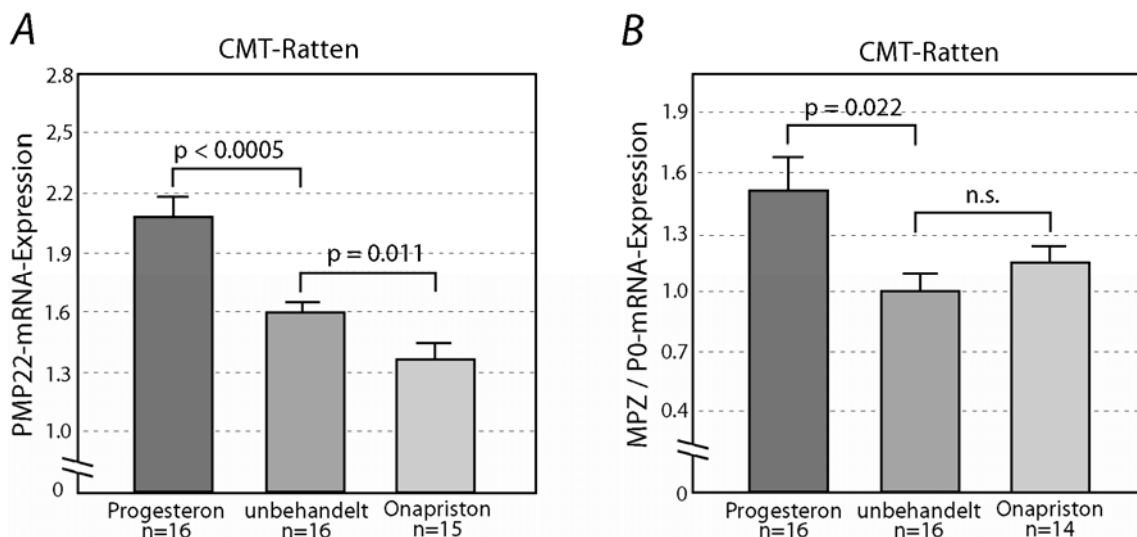 A
CMT-Ratten
PMP22-mRNA-Expression
2.8
2.5
2.2
1.9
1.6
1.3
1.0
0
p < 0.0005
p = 0.011
Progesteron
n=16
unbehandelt
n=16
Onapriston
n=15
B
CMT-Ratten
MPZ / P0-mRNA-Expression
1.9
1.6
1.3
1.0
0.7
0.4
0
p = 0.022
n.s.
Progesteron
n=16
unbehandelt
n=16
Onapriston
n=14